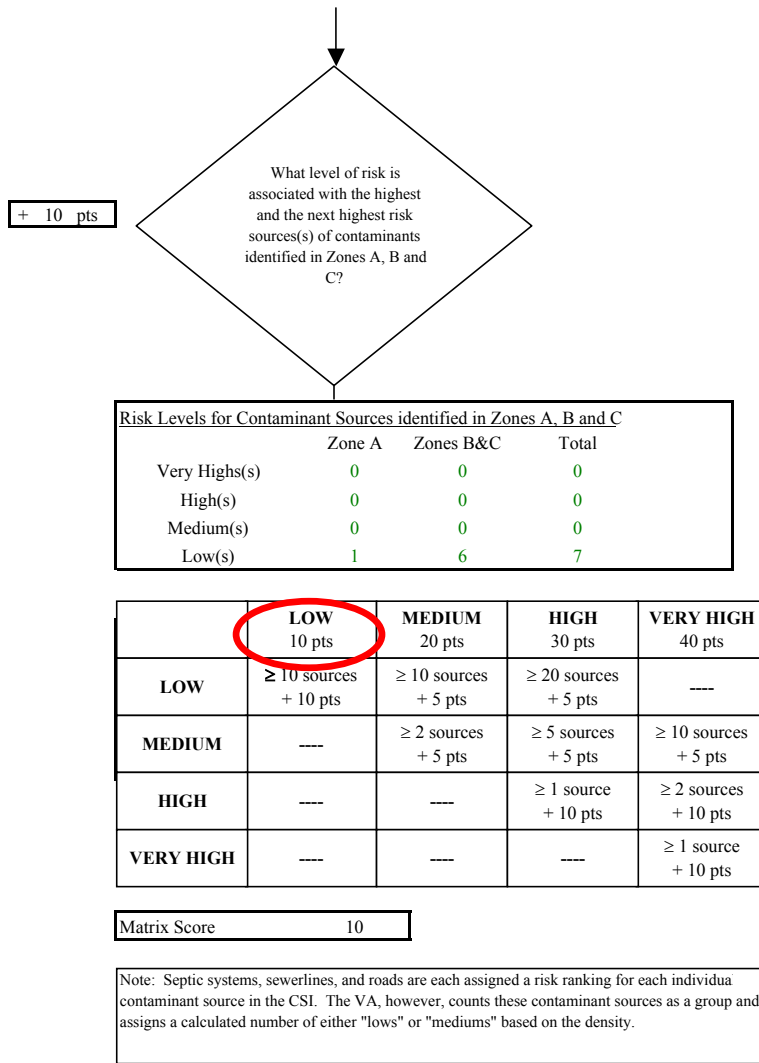 What level of risk is
associated with the highest
and the next highest risk
sources(s) of contaminants
identified in Zones A, B and
C?
+ 10 pts
Risk Levels for Contaminant Sources identified in Zones A, B and C
Zone A Zones B&C Total
Very Highs(s) 0 0 0
High(s) 0 0 0
Medium(s) 0 0 0
Low(s) 1 6 7
LOW MEDIUM HIGH VERY HIGH
10 pts 20 pts 30 pts 40 pts
LOW ≥ 10 sources ≥ 10 sources ≥ 20 sources ----
+ 10 pts + 5 pts + 5 pts
MEDIUM ---- ≥ 2 sources ≥ 5 sources ≥ 10 sources
+ 5 pts + 5 pts + 5 pts
HIGH ---- ---- ≥ 1 source ≥ 2 sources
+ 10 pts + 10 pts
VERY HIGH ---- ---- ---- ≥ 1 source
+ 10 pts
Matrix Score 10
Note: Septic systems, sewerlines, and roads are each assigned a risk ranking for each individua
contaminant source in the CSI. The VA, however, counts these contaminant sources as a group and
assigns a calculated number of either "lows" or "mediums" based on the density.